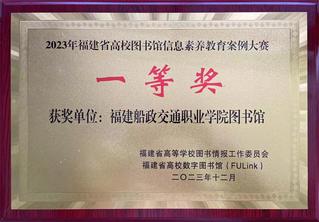 2023年福建省高校图书馆信息素养教育案例大赛
一等奖
获奖单位：福建船政交通职业学院图书馆
福建省高等学校图书情报工作委员会
福建省高校数字图书馆（FULink）
二〇二三年十二月